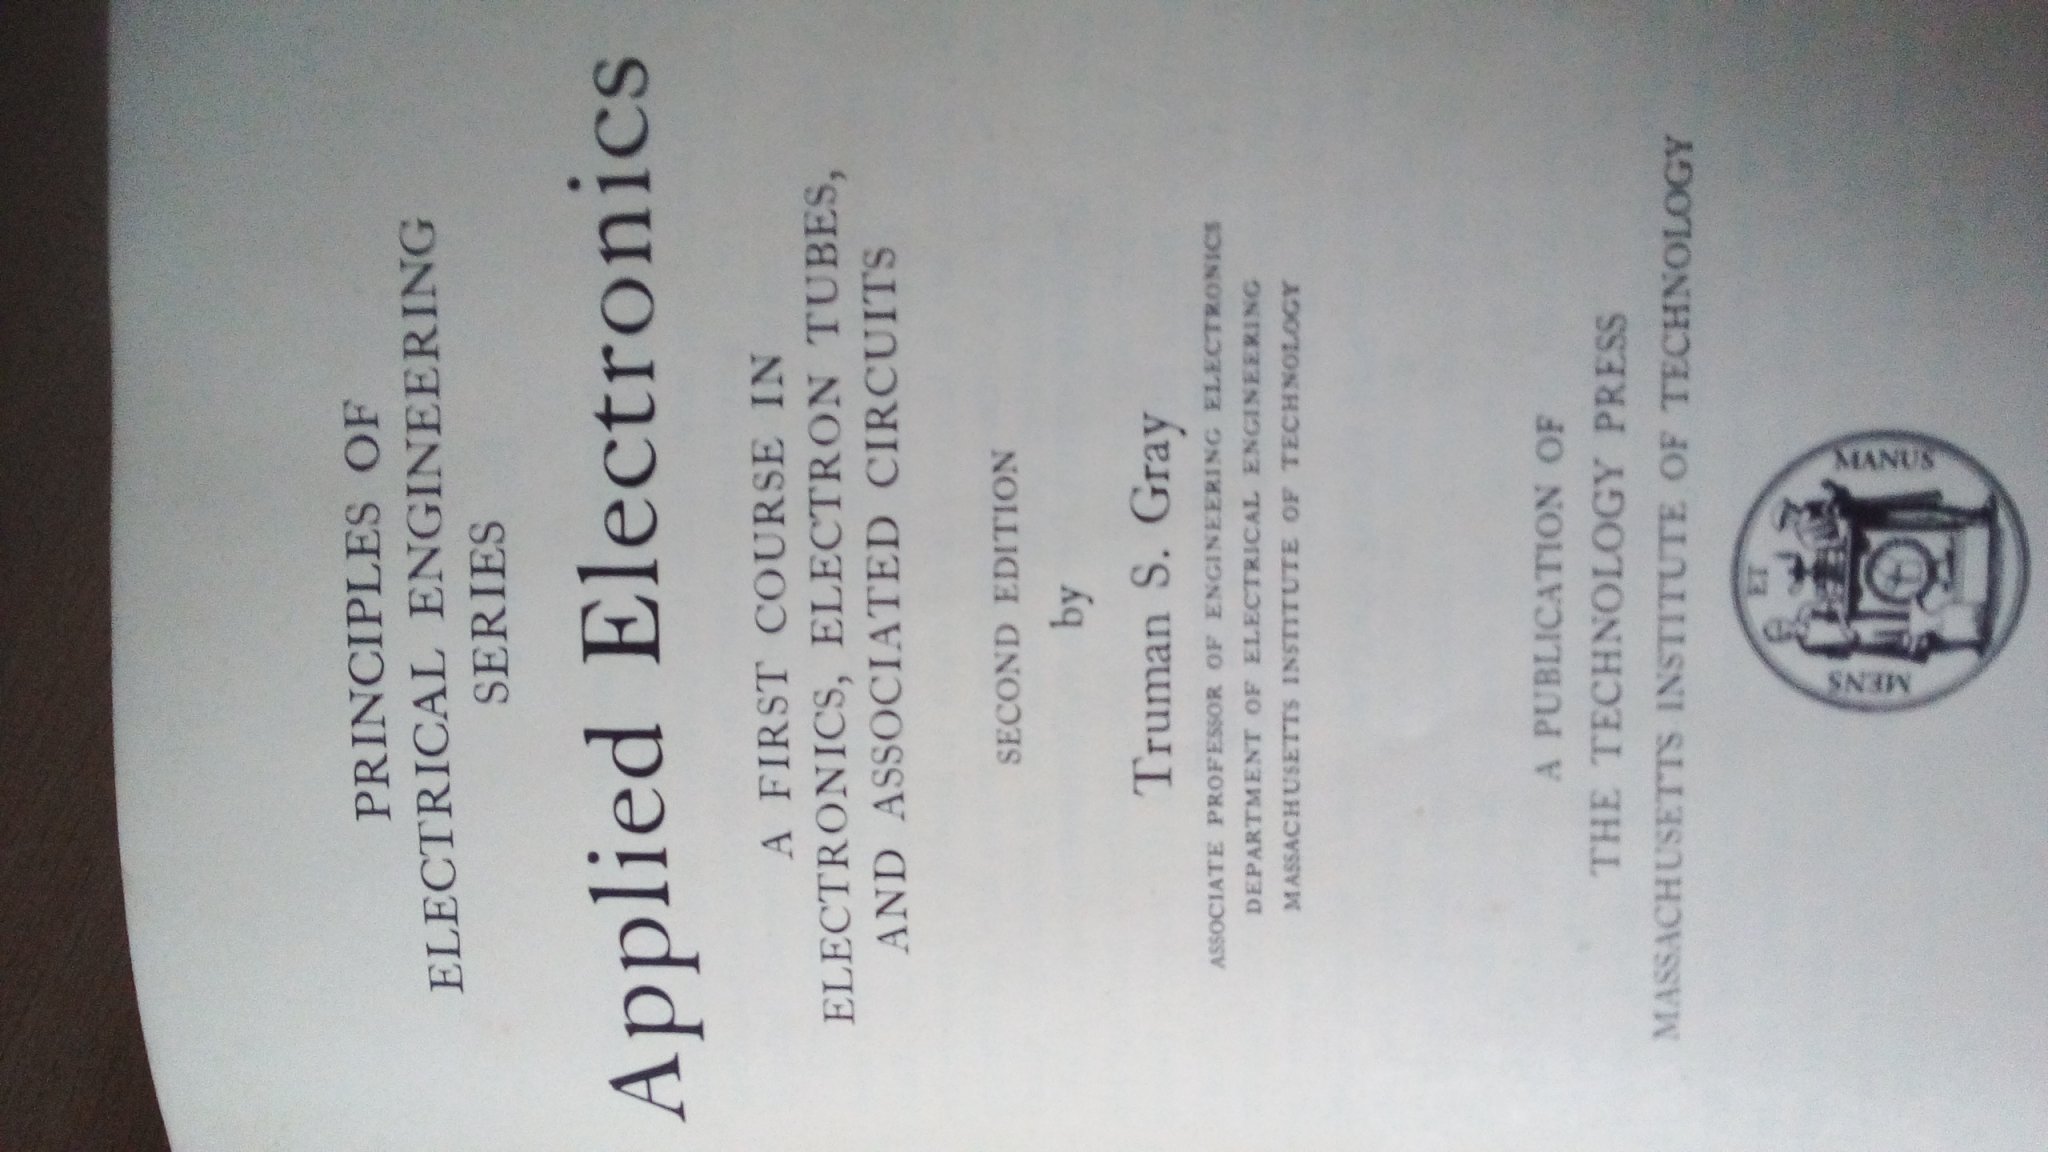 PRINCIPLES OF
ELECTRICAL ENGINEERING
SERIES
Applied Electronics
A FIRST COURSE IN
ELECTRONICS, ELECTRON TUBES,
AND ASSOCIATED CIRCUITS
SECOND EDITION
by
Truman S. Gray
ASSOCIATE PROFESSOR OF ENGINEERING ELECTRONICS
DEPARTMENT OF ELECTRICAL ENGINEERING
MASSACHUSETTS INSTITUTE OF TECHNOLOGY
A PUBLICATION OF
THE TECHNOLOGY PRESS
MASSACHUSETTS INSTITUTE OF TECHNOLOGY
MENS ET MANUS